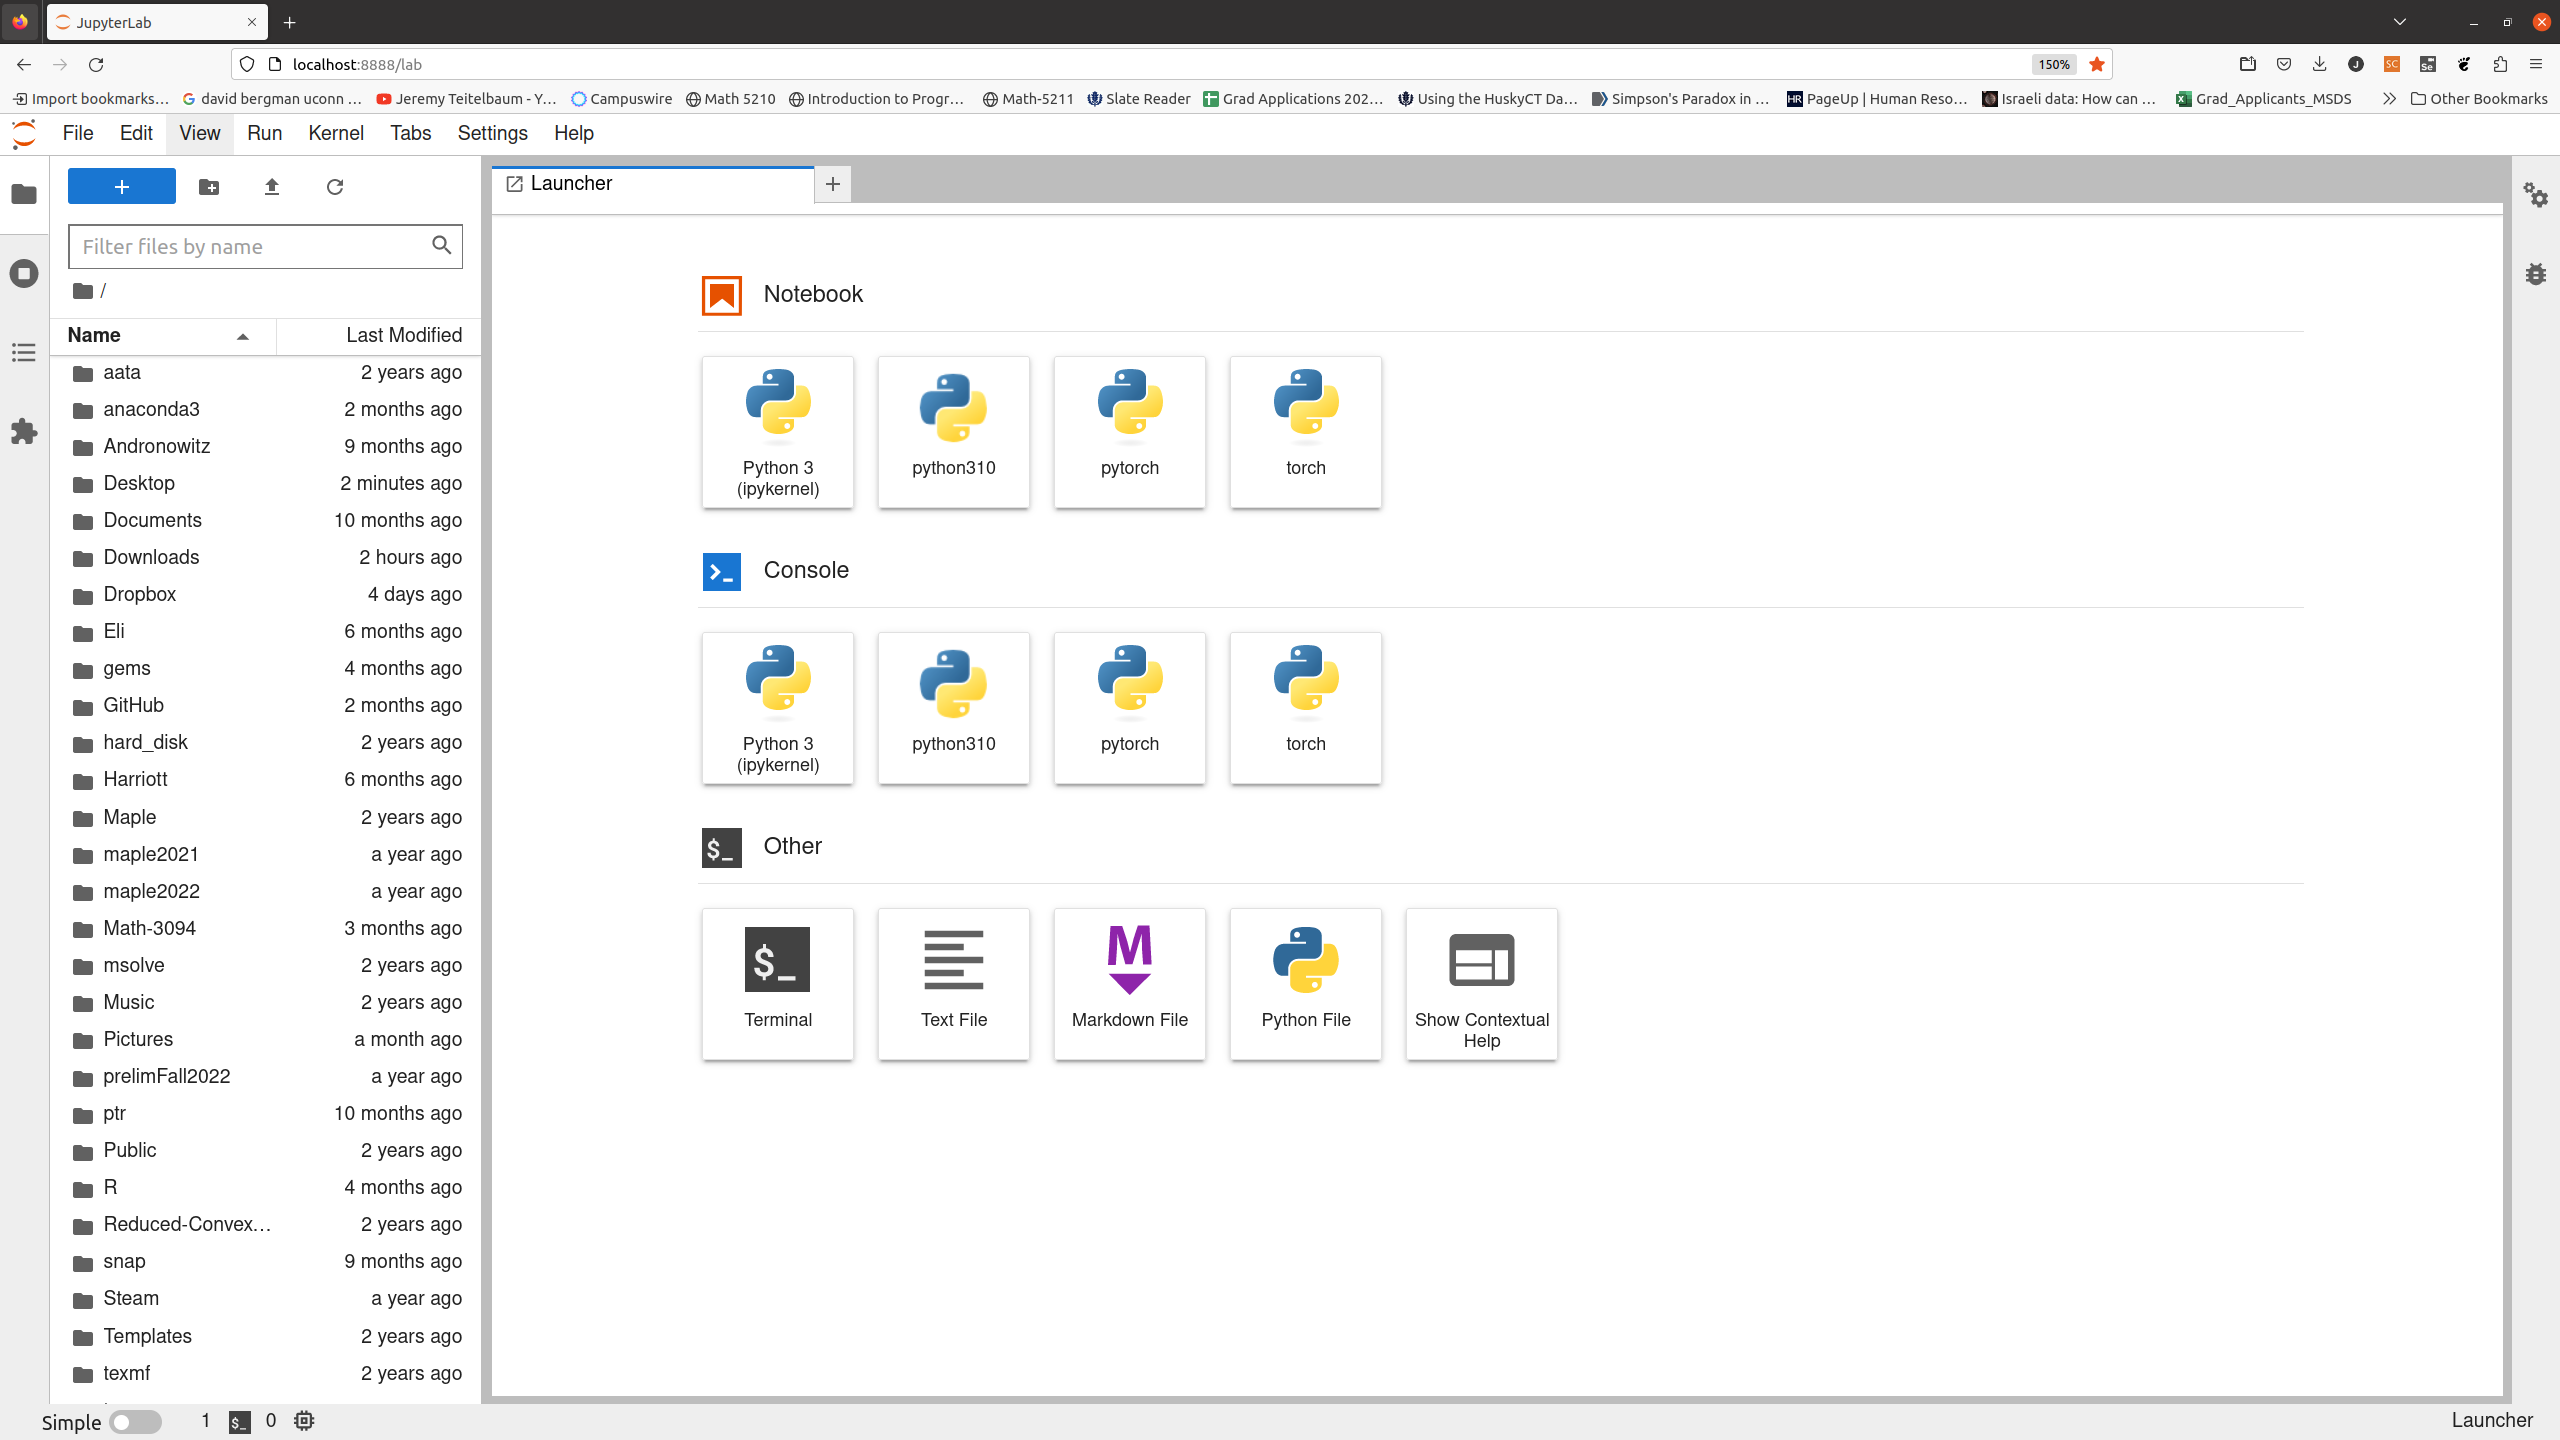 JupyterLab
localhost:8888/lab 150%
Import bookmarks… david bergman uconn … Jeremy Teitelbaum - Y… Campuswire Math 5210 Introduction to Progr… Math-5211 Slate Reader Grad Applications 202… Using the HuskyCT Da… Simpson's Paradox in … HR PageUp | Human Reso… Israeli data: How can … Grad_Applicants_MSDS Other Bookmarks
File Edit View Run Kernel Tabs Settings Help
Launcher
Filter files by name
/
Name Last Modified
aata 2 years ago
anaconda3 2 months ago
Andronowitz 9 months ago
Desktop 2 minutes ago
Documents 10 months ago
Downloads 2 hours ago
Dropbox 4 days ago
Eli 6 months ago
gems 4 months ago
GitHub 2 months ago
hard_disk 2 years ago
Harriott 6 months ago
Maple 2 years ago
maple2021 a year ago
maple2022 a year ago
Math-3094 3 months ago
msolve 2 years ago
Music 2 years ago
Pictures a month ago
prelimFall2022 a year ago
ptr 10 months ago
Public 2 years ago
R 4 months ago
Reduced-Convex… 2 years ago
snap 9 months ago
Steam a year ago
Templates 2 years ago
texmf 2 years ago
Notebook
Python 3
(ipykernel)
python310
pytorch
torch
Console
Python 3
(ipykernel)
python310
pytorch
torch
$_ Other
$_
Terminal
Text File
M
Markdown File
Python File
Show Contextual
Help
Simple 1 $_ 0 Launcher